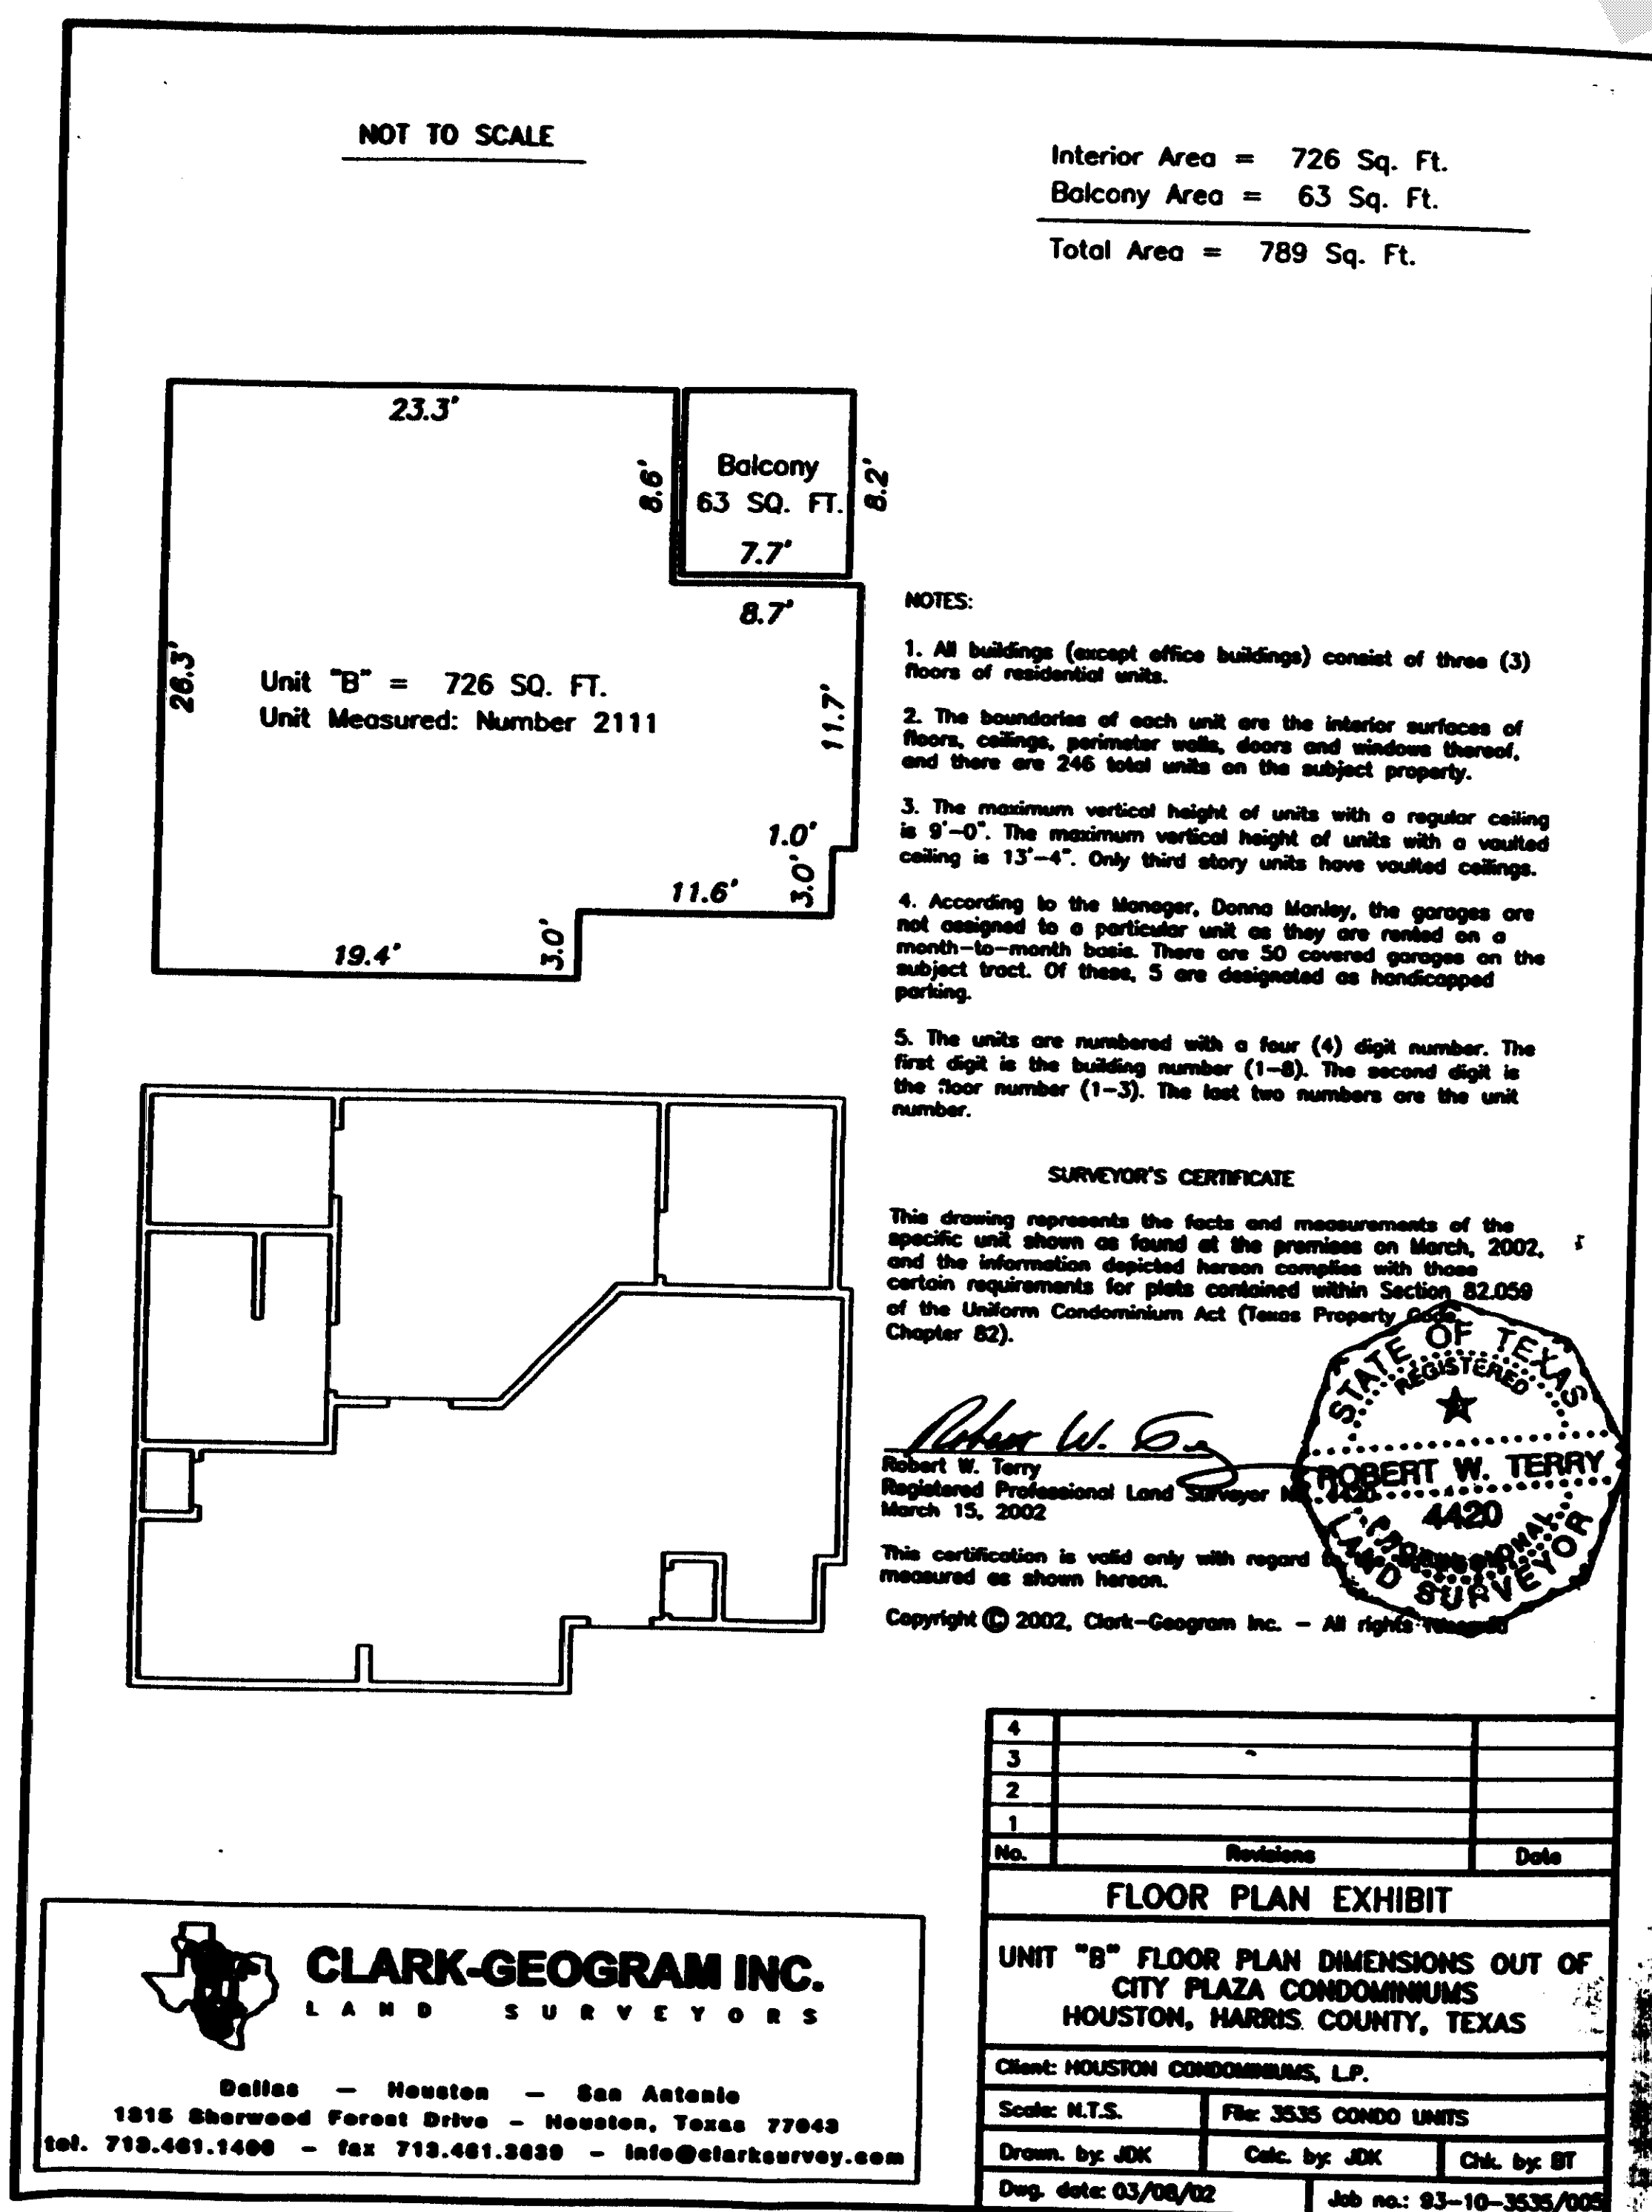 NOT TO SCALE
Interior Area = 726 Sq. Ft.
Balcony Area = 63 Sq. Ft.
Total Area = 789 Sq. Ft.
23.3'
8.6'
Balcony
63 SQ. FT.
8.2'
7.7'
8.7'
26.3'
Unit "B" = 726 SQ. FT.
Unit Measured: Number 2111
11.7'
1.0'
3.0'
11.6'
3.0'
19.4'
NOTES:
1. All buildings (except office buildings) consist of three (3)
floors of residential units.
2. The boundaries of each unit are the interior surfaces of
floors, ceilings, perimeter walls, doors and windows thereof,
and there are 246 total units on the subject property.
3. The maximum vertical height of units with a regular ceiling
is 9'-0". The maximum vertical height of units with a vaulted
ceiling is 13'-4". Only third story units have vaulted ceilings.
4. According to the Manager, Donna Manley, the garages are
not assigned to a particular unit as they are rented on a
month-to-month basis. There are 50 covered garages on the
subject tract. Of these, 5 are designated as handicapped
parking.
5. The units are numbered with a four (4) digit number. The
first digit is the building number (1-8). The second digit is
the floor number (1-3). The last two numbers are the unit
number.
SURVEYOR'S CERTIFICATE
This drawing represents the facts and measurements of the
specific unit shown as found at the premises on March, 2002,
and the information depicted hereon complies with those
certain requirements for plats contained within Section 82.059
of the Uniform Condominium Act (Texas Property Code,
Chapter 82).
Robert W. Terry
Registered Professional Land Surveyor No. 4420
March 15, 2002
STATE OF TEXAS
REGISTERED
ROBERT W. TERRY
4420
PROFESSIONAL
LAND SURVEYOR
This certification is valid only with regard
measured as shown hereon.
Copyright © 2002, Clark-Geogram Inc. - All rights reserved
4
3
2
1
No. Revisions Date
FLOOR PLAN EXHIBIT
UNIT "B" FLOOR PLAN DIMENSIONS OUT OF
CITY PLAZA CONDOMINIUMS
HOUSTON, HARRIS COUNTY, TEXAS
Client: HOUSTON CONDOMINIUMS, L.P.
Scale: N.T.S. File: 3535 CONDO UNITS
Drawn. by: JDK Calc. by: JDK Chk. by: BT
Dwg. date: 03/08/02 Job no.: 93-10-3535/005
CLARK-GEOGRAM INC.
LAND SURVEYORS
Dallas - Houston - San Antonio
1815 Sherwood Forest Drive - Houston, Texas 77043
tel. 713.461.1400 - fax 713.461.3639 - info@clarksurvey.com